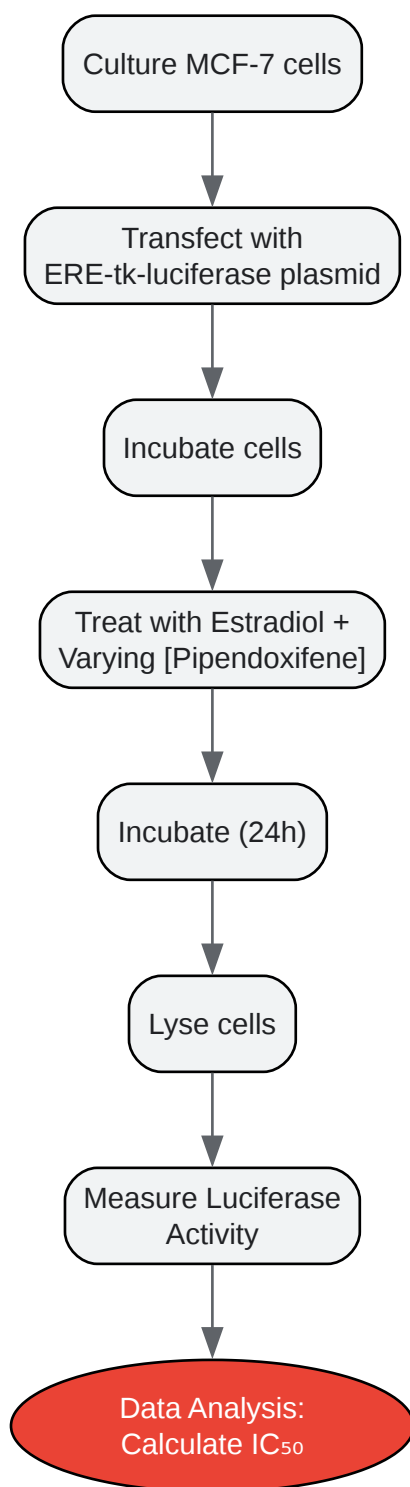 Culture MCF-7 cells
Transfect with
ERE-tk-luciferase plasmid
Incubate cells
Treat with Estradiol +
Varying [Pipendoxifene]
Incubate (24h)
Lyse cells
Measure Luciferase
Activity
Data Analysis:
Calculate IC₅₀